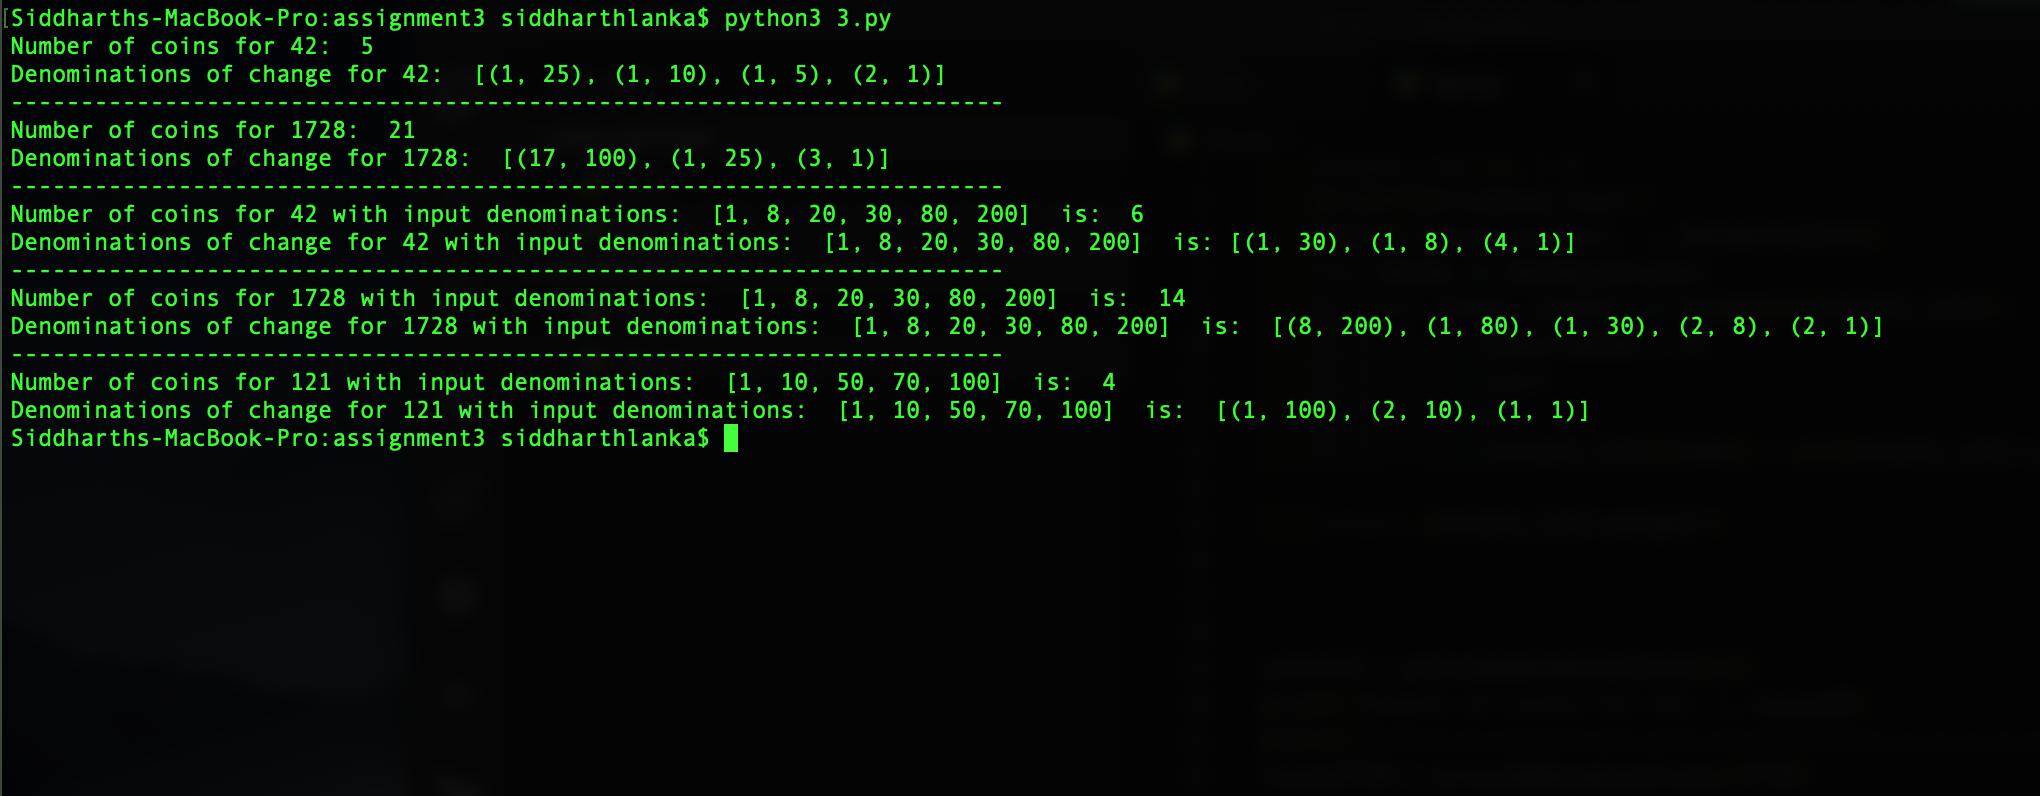 [Siddharths-MacBook-Pro:assignment3 siddharthlanka$ python3 3.py
Number of coins for 42:  5
Denominations of change for 42:  [(1, 25), (1, 10), (1, 5), (2, 1)]
-----------------------------------------------------------------------
Number of coins for 1728:  21
Denominations of change for 1728:  [(17, 100), (1, 25), (3, 1)]
-----------------------------------------------------------------------
Number of coins for 42 with input denominations:  [1, 8, 20, 30, 80, 200]  is:  6
Denominations of change for 42 with input denominations:  [1, 8, 20, 30, 80, 200]  is: [(1, 30), (1, 8), (4, 1)]
-----------------------------------------------------------------------
Number of coins for 1728 with input denominations:  [1, 8, 20, 30, 80, 200]  is:  14
Denominations of change for 1728 with input denominations:  [1, 8, 20, 30, 80, 200]  is:  [(8, 200), (1, 80), (1, 30), (2, 8), (2, 1)]
-----------------------------------------------------------------------
Number of coins for 121 with input denominations:  [1, 10, 50, 70, 100]  is:  4
Denominations of change for 121 with input denominations:  [1, 10, 50, 70, 100]  is:  [(1, 100), (2, 10), (1, 1)]
Siddharths-MacBook-Pro:assignment3 siddharthlanka$